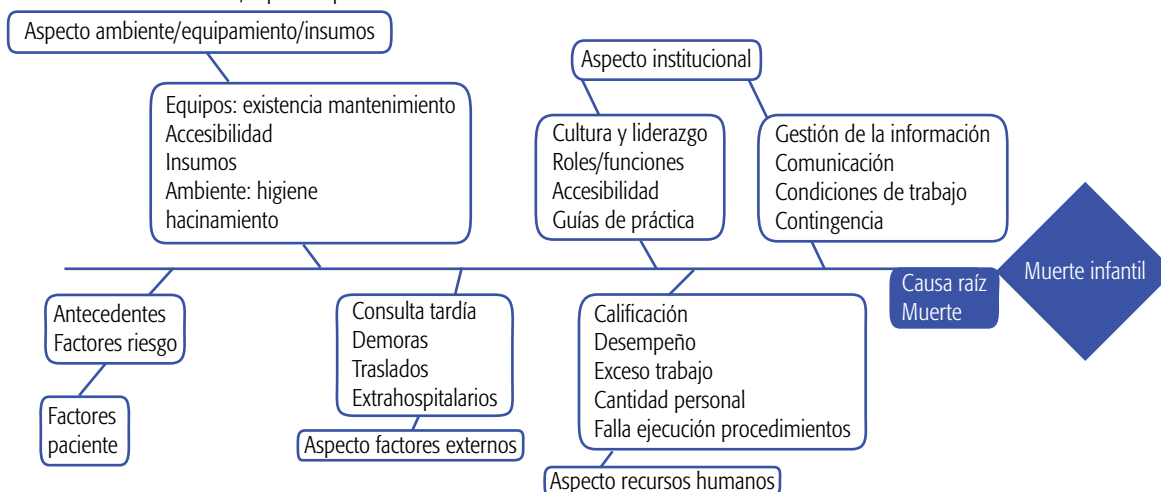 Aspecto ambiente/equipamiento/insumos
Equipos: existencia mantenimiento
Accesibilidad
Insumos
Ambiente: higiene
hacinamiento
Aspecto institucional
Cultura y liderazgo
Roles/funciones
Accesibilidad
Guías de práctica
Gestión de la información
Comunicación
Condiciones de trabajo
Contingencia
Causa raíz
Muerte
Muerte infantil
Antecedentes
Factores riesgo
Factores
paciente
Consulta tardía
Demoras
Traslados
Extrahospitalarios
Aspecto factores externos
Calificación
Desempeño
Exceso trabajo
Cantidad personal
Falla ejecución procedimientos
Aspecto recursos humanos